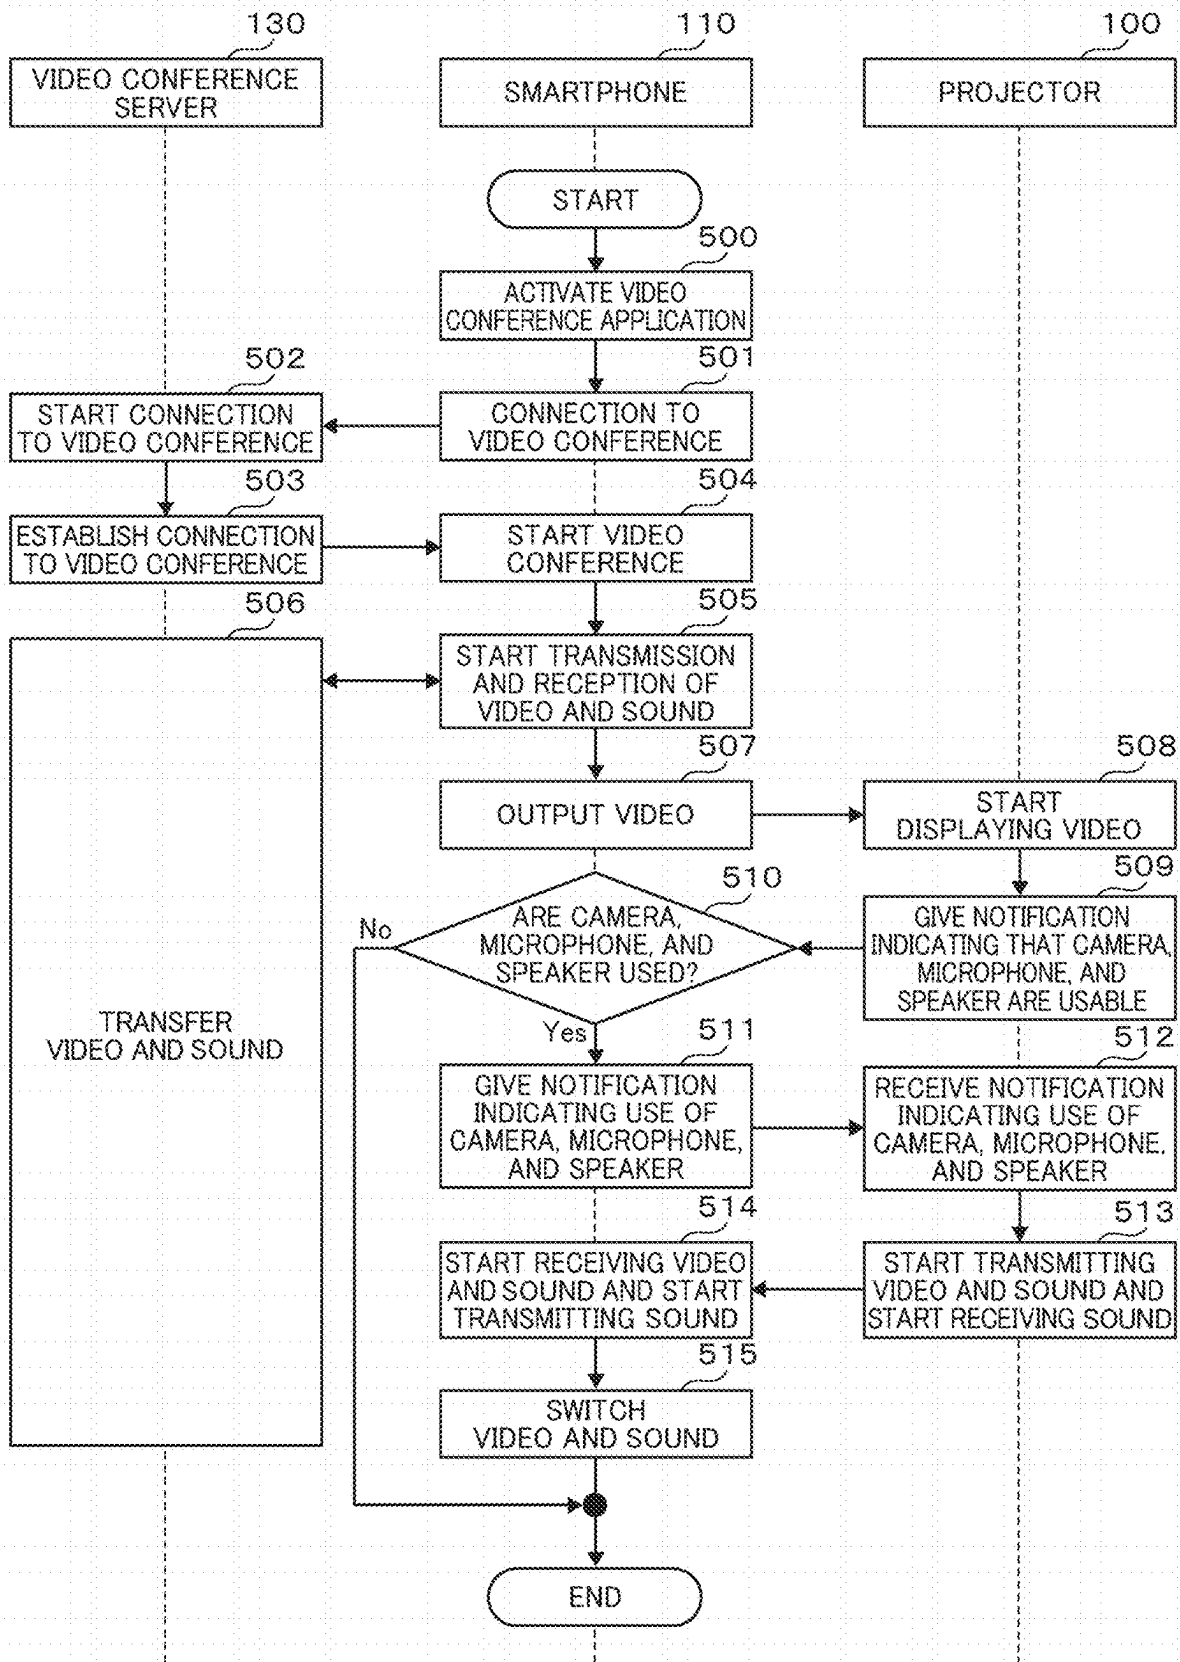 130
110
100
VIDEO CONFERENCE
SERVER
SMARTPHONE
PROJECTOR
START
500
ACTIVATE VIDEO
CONFERENCE APPLICATION
502
501
START CONNECTION
TO VIDEO CONFERENCE
CONNECTION TO
VIDEO CONFERENCE
503
504
ESTABLISH CONNECTION
TO VIDEO CONFERENCE
START VIDEO
CONFERENCE
506
505
START TRANSMISSION
AND RECEPTION OF
VIDEO AND SOUND
507
508
OUTPUT VIDEO
START
DISPLAYING VIDEO
510
509
No
ARE CAMERA,
MICROPHONE, AND
SPEAKER USED?
GIVE NOTIFICATION
INDICATING THAT CAMERA,
MICROPHONE, AND
SPEAKER ARE USABLE
TRANSFER
VIDEO AND SOUND
Yes
511
512
GIVE NOTIFICATION
INDICATING USE OF
CAMERA, MICROPHONE,
AND SPEAKER
RECEIVE NOTIFICATION
INDICATING USE OF
CAMERA, MICROPHONE,
AND SPEAKER
514
513
START RECEIVING VIDEO
AND SOUND AND START
TRANSMITTING SOUND
START TRANSMITTING
VIDEO AND SOUND AND
START RECEIVING SOUND
515
SWITCH
VIDEO AND SOUND
END